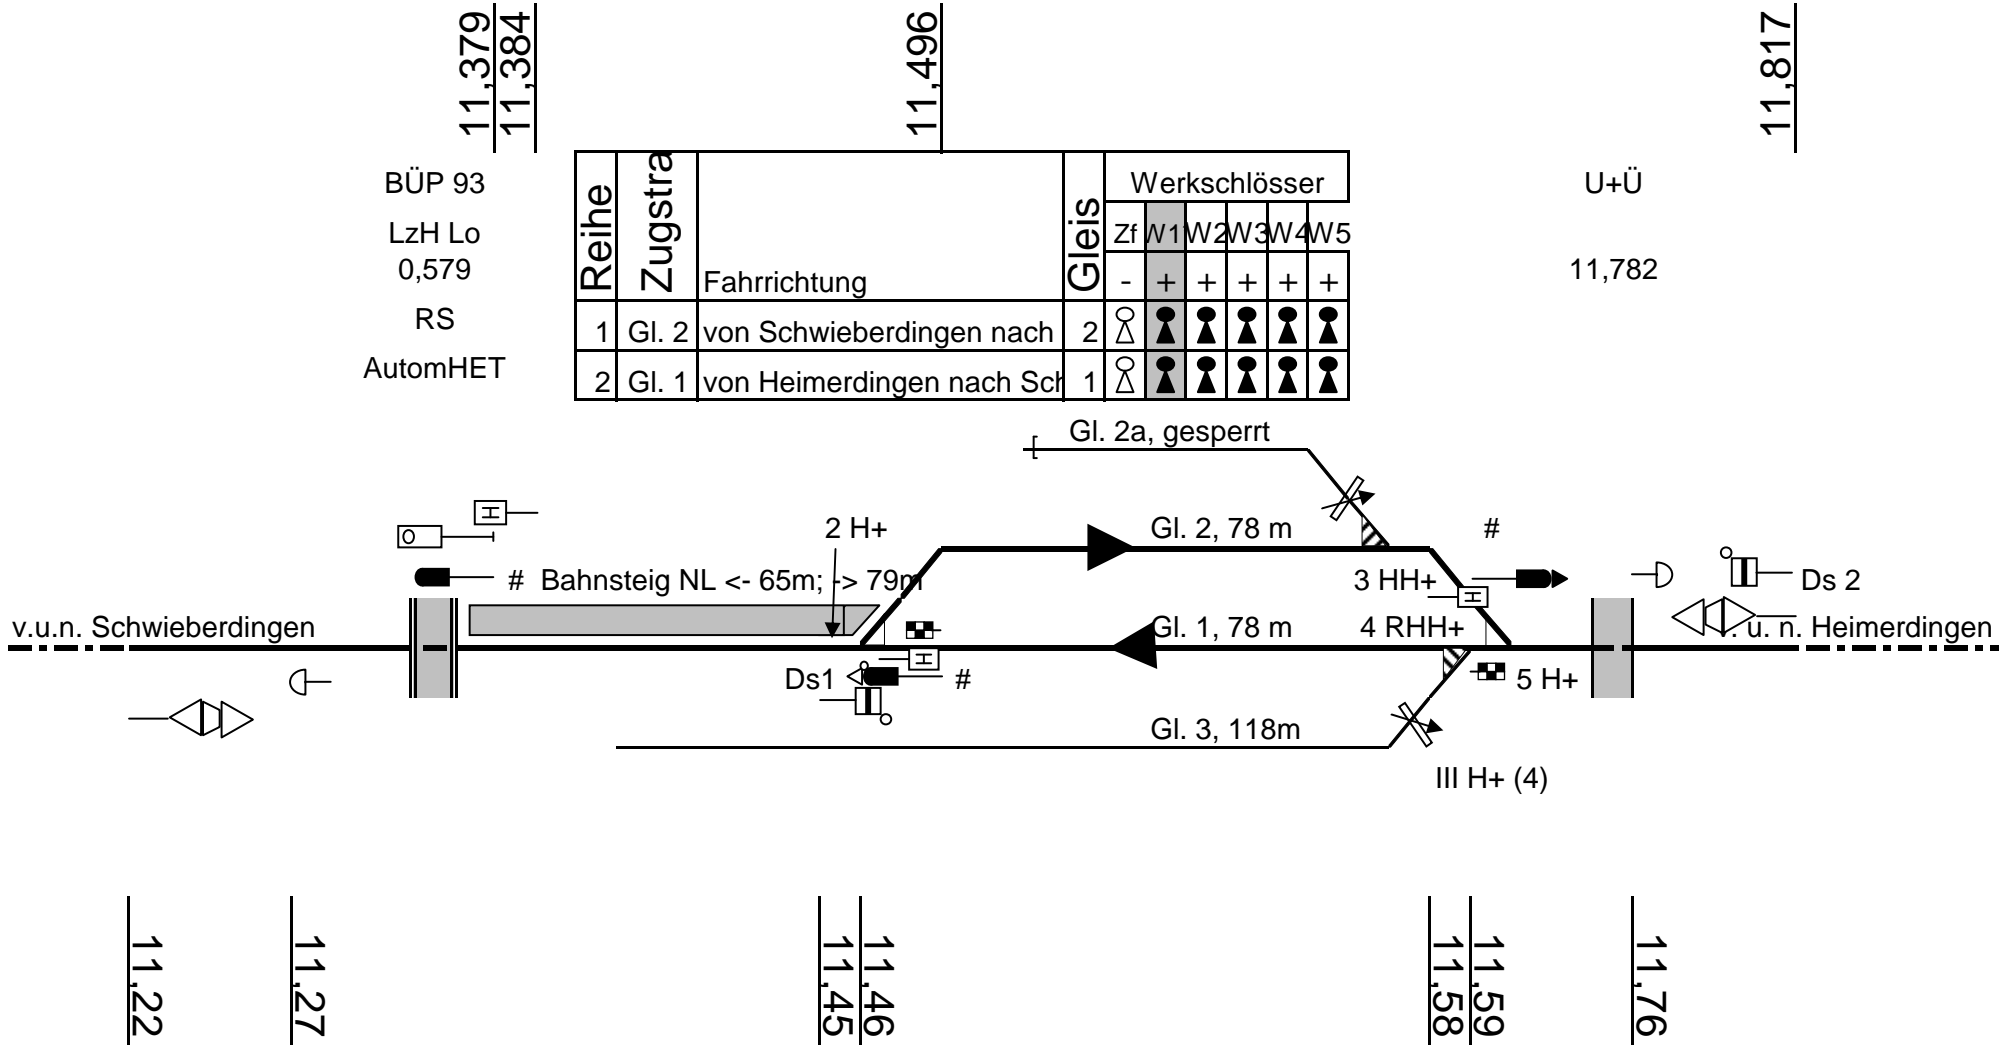 11,379
11,384
11,496
11,817
BÜP 93
LzH Lo
0,579
RS
AutomHET
Reihe
Zugstra
Fahrrichtung
Gleis
Werkschlösser
Zf W1 W2 W3 W4 W5
- + + + + +
1 Gl. 2 von Schwieberdingen nach 2
2 Gl. 1 von Heimerdingen nach Sch 1
U+Ü
11,782
Gl. 2a, gesperrt
H
2 H+
Gl. 2, 78 m
#
# Bahnsteig NL <- 65m; -> 79m
3 HH+
H
Ds 2
v.u.n. Schwieberdingen
Gl. 1, 78 m
4 RHH+
u. n. Heimerdingen
H
Ds1
#
5 H+
Gl. 3, 118m
III H+ (4)
11,22
11,27
11,45
11,46
11,58
11,59
11,76